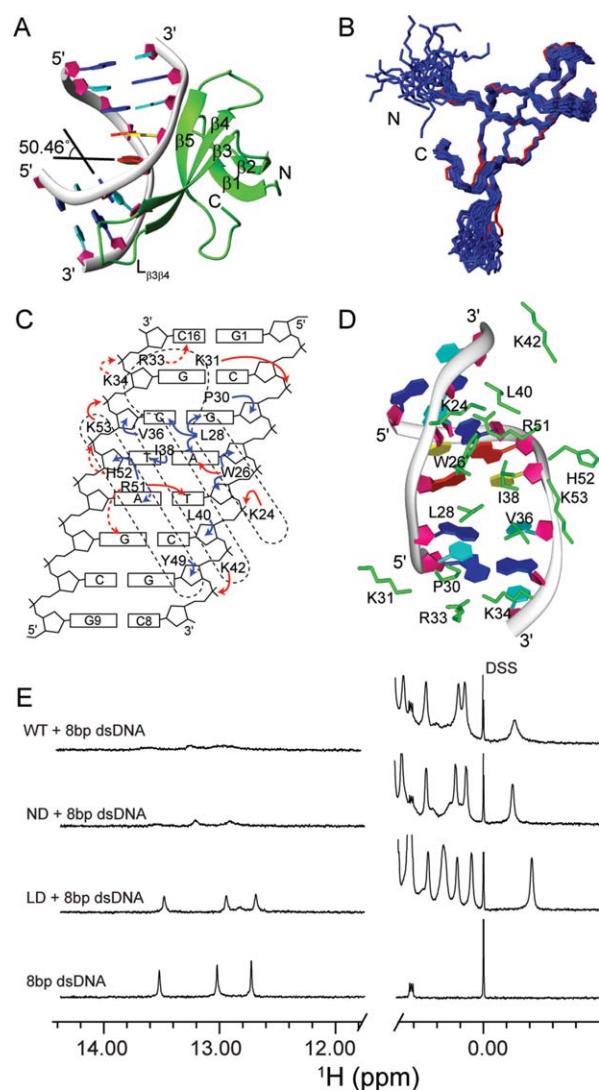 A
3'
5'
50.46°
5'
3'
β5
β4
β3
β2
β1
N
C
Lβ3β4
B
N
C
C
3'
C16
G1
5'
R33
K31
K34
G
C
P30
K53
G
G
V36
L28
I38
T
A
H52
W26
R51
A
T
L40
K24
G
C
Y49
K42
C
G
5'
G9
C8
3'
D
3'
K42
L40
K24
5'
R51
W26
H52
I38
K53
L28
V36
5'
P30
K31
R33
K34
3'
E
DSS
WT + 8bp dsDNA
ND + 8bp dsDNA
LD + 8bp dsDNA
8bp dsDNA
14.00
13.00
12.00
0.00
¹H (ppm)